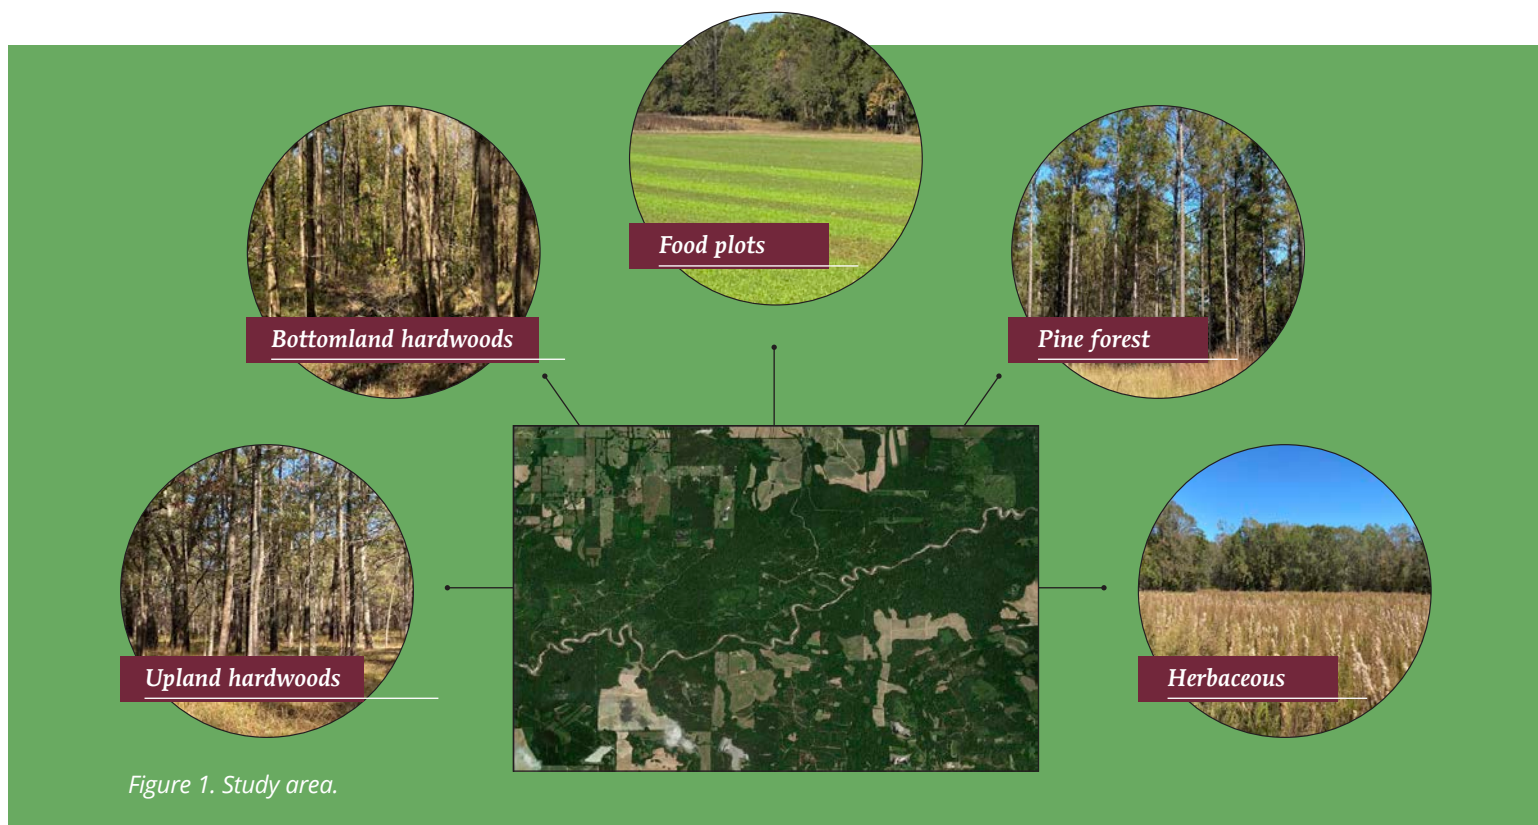 Food plots
Bottomland hardwoods
Pine forest
Upland hardwoods
Herbaceous
Figure 1. Study area.